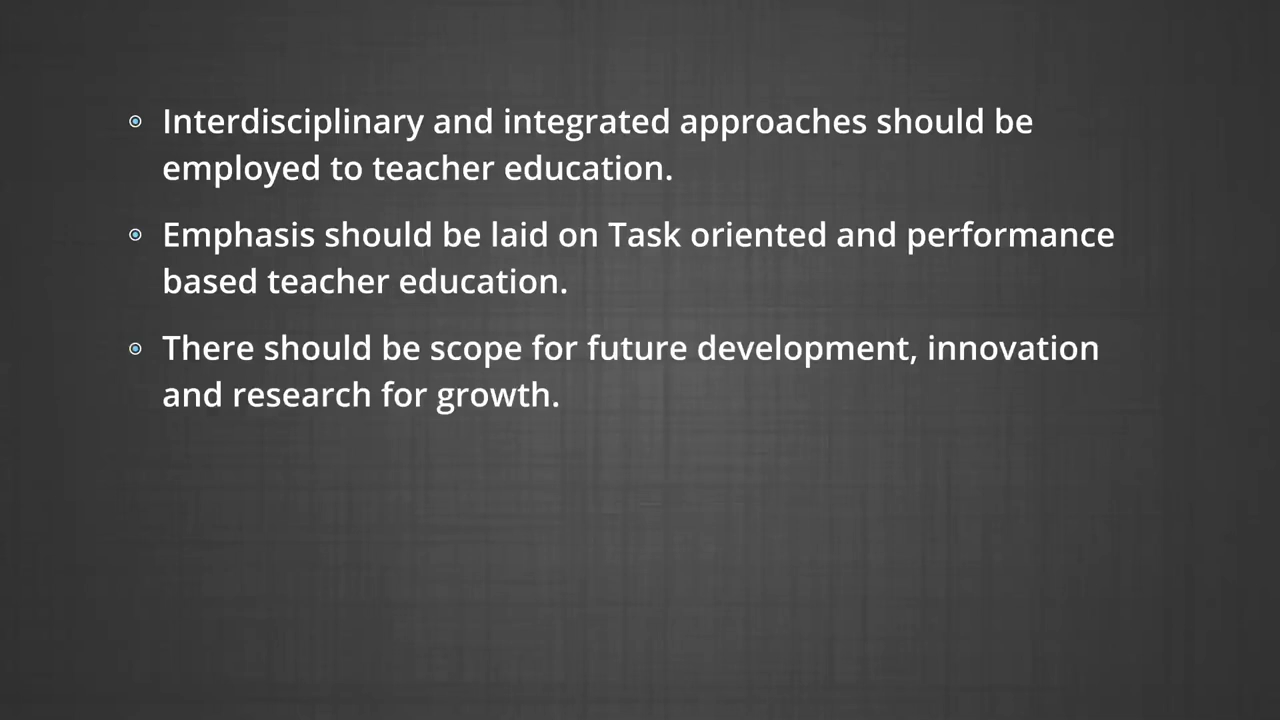 Interdisciplinary and integrated approaches should be
employed to teacher education.
Emphasis should be laid on Task oriented and performance
based teacher education.
There should be scope for future development, innovation
and research for growth.